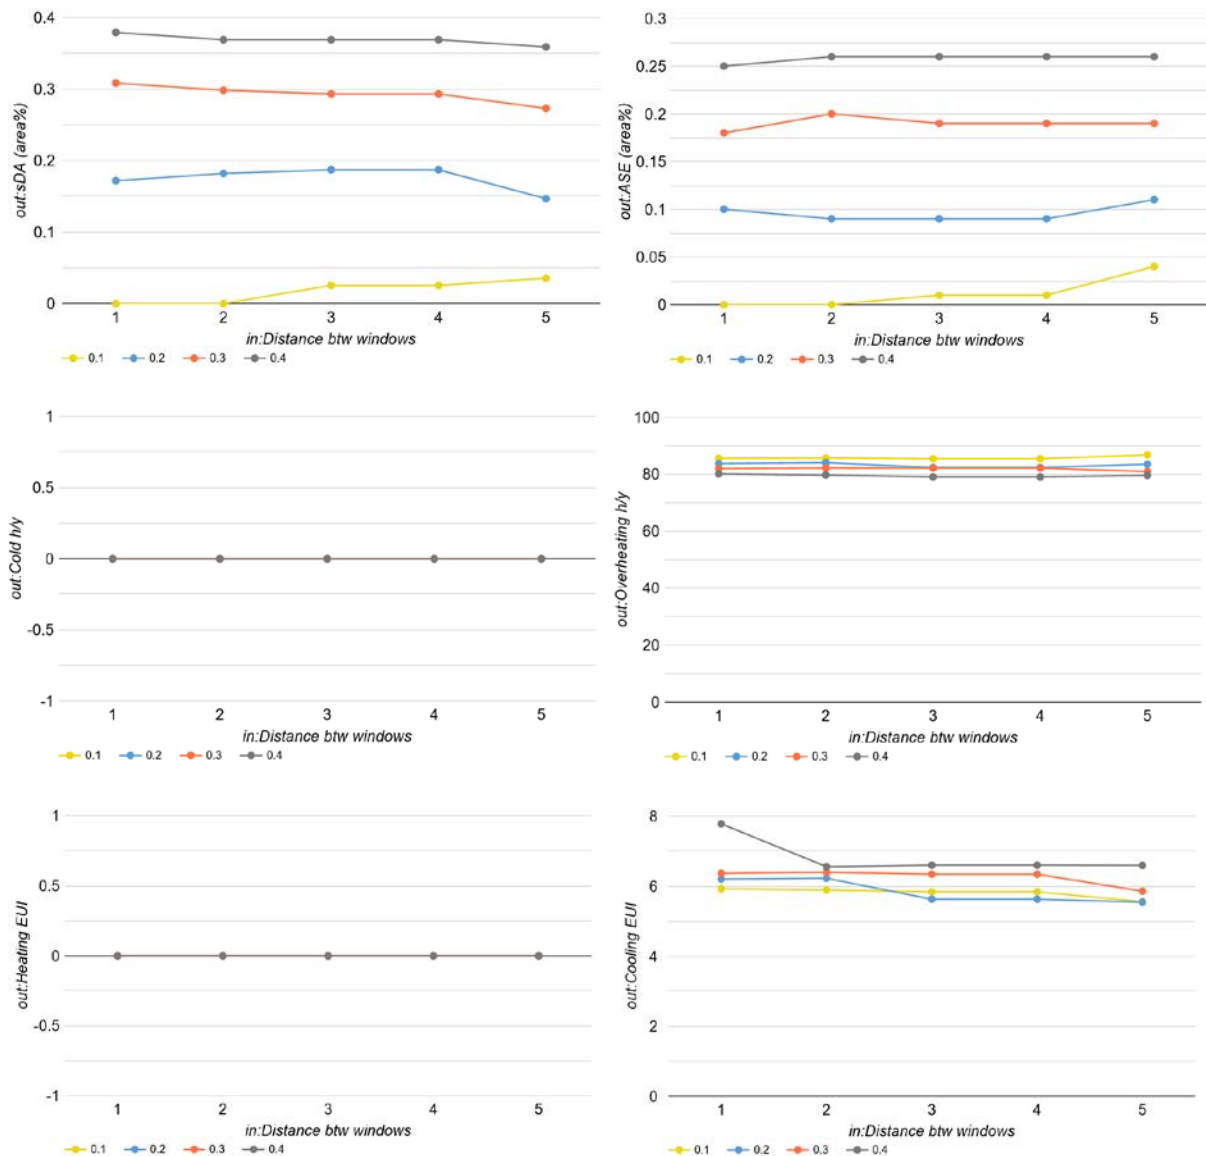 out:sDA (area%)
0.4
0.3
0.2
0.1
0
1 2 3 4 5
in:Distance btw windows
0.1 0.2 0.3 0.4
out:ASE (area%)
0.3
0.25
0.2
0.15
0.1
0.05
0
1 2 3 4 5
in:Distance btw windows
0.1 0.2 0.3 0.4
out:Cold h/y
1
0.5
0
-0.5
-1
1 2 3 4 5
in:Distance btw windows
0.1 0.2 0.3 0.4
out:Overheating h/y
100
80
60
40
20
0
1 2 3 4 5
in:Distance btw windows
0.1 0.2 0.3 0.4
out:Heating EUI
1
0.5
0
-0.5
-1
1 2 3 4 5
in:Distance btw windows
0.1 0.2 0.3 0.4
out:Cooling EUI
8
6
4
2
0
1 2 3 4 5
in:Distance btw windows
0.1 0.2 0.3 0.4